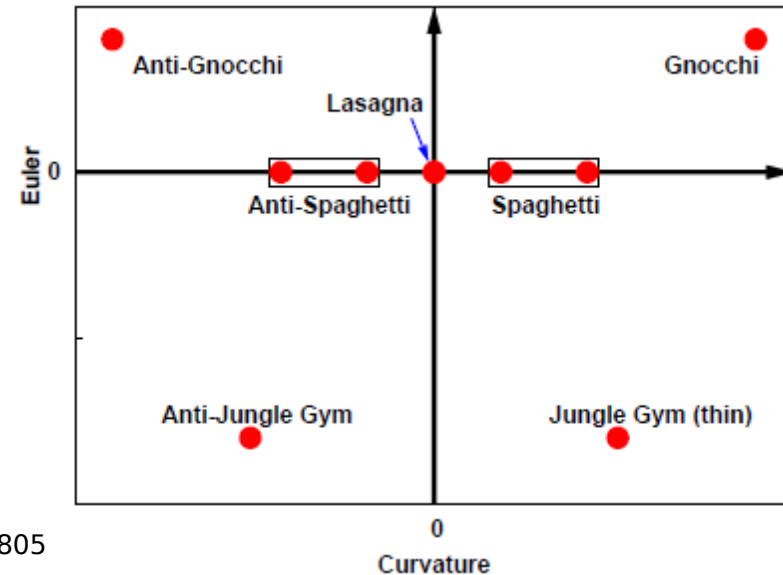 Anti-Gnocchi
Gnocchi
Lasagna
Euler
0
Anti-Spaghetti
Spaghetti
Anti-Jungle Gym
Jungle Gym (thin)
0
805
Curvature